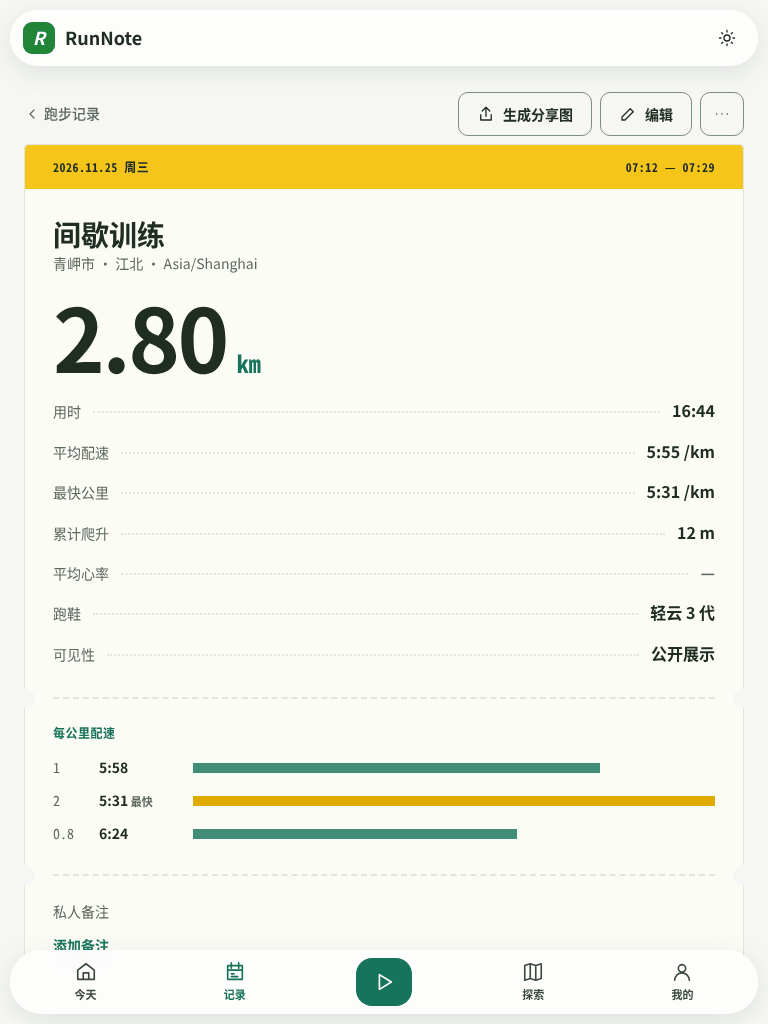 R RunNote
跑步记录
生成分享图
编辑
···
2026.11.25 周三
07:12 — 07:29
间歇训练
青岬市 · 江北 · Asia/Shanghai
2.80 km
用时 16:44
平均配速 5:55 /km
最快公里 5:31 /km
累计爬升 12 m
平均心率 —
跑鞋 轻云 3 代
可见性 公开展示
每公里配速
1 5:58
2 5:31 最快
0.8 6:24
私人备注
添加备注
今天
记录
探索
我的